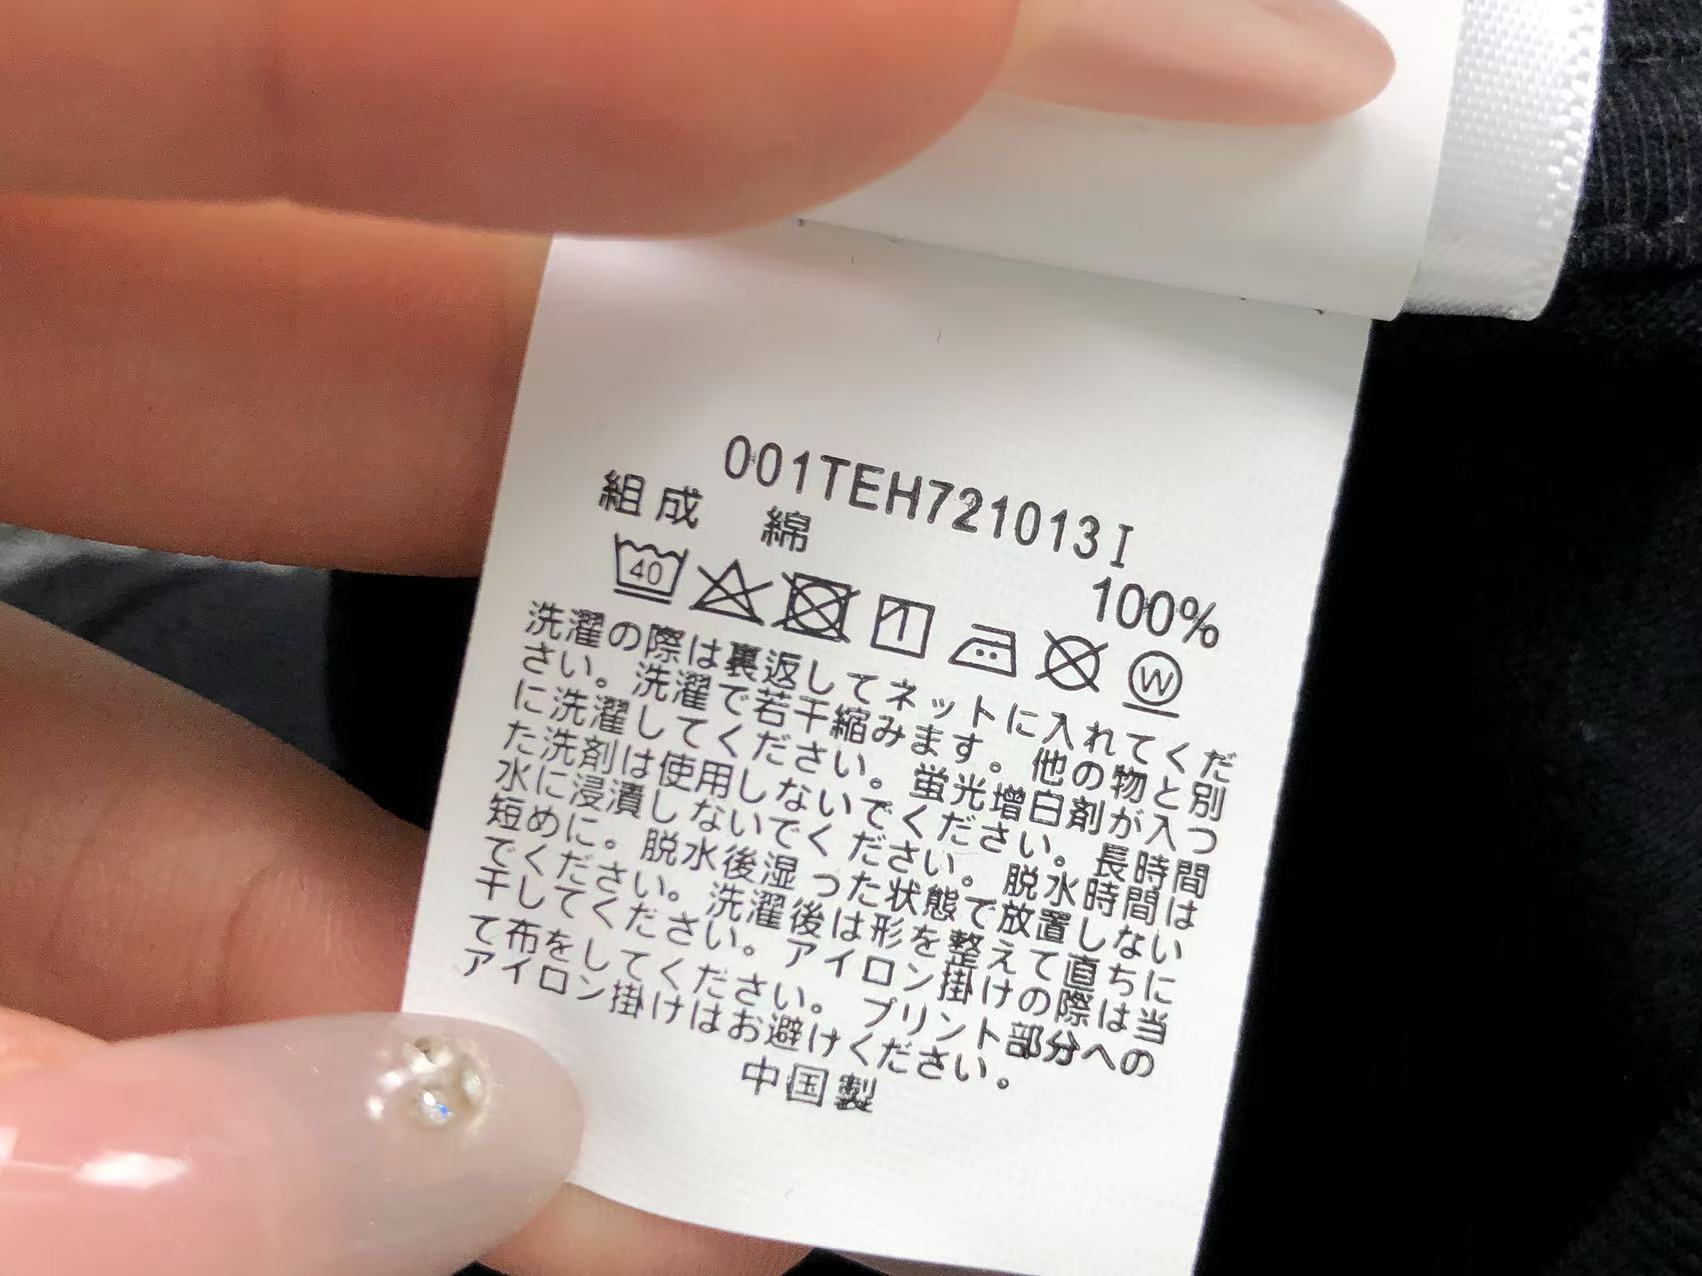 001TEH721013I
組成 綿 100%
40
W
洗濯の際は裏返してネットに入れてくだ
さい。洗濯で若干縮みます。他の物と別
に洗濯してください。蛍光増白剤が入っ
た洗剤は使用しないでください。長時間
水に浸漬しないでください。脱水時間は
短めに。脱水後湿った状態で放置しない
でください。洗濯後は形を整えて直ちに
干してください。アイロン掛けの際は当
て布をしてください。プリント部分への
アイロン掛けはお避けください。
中国製